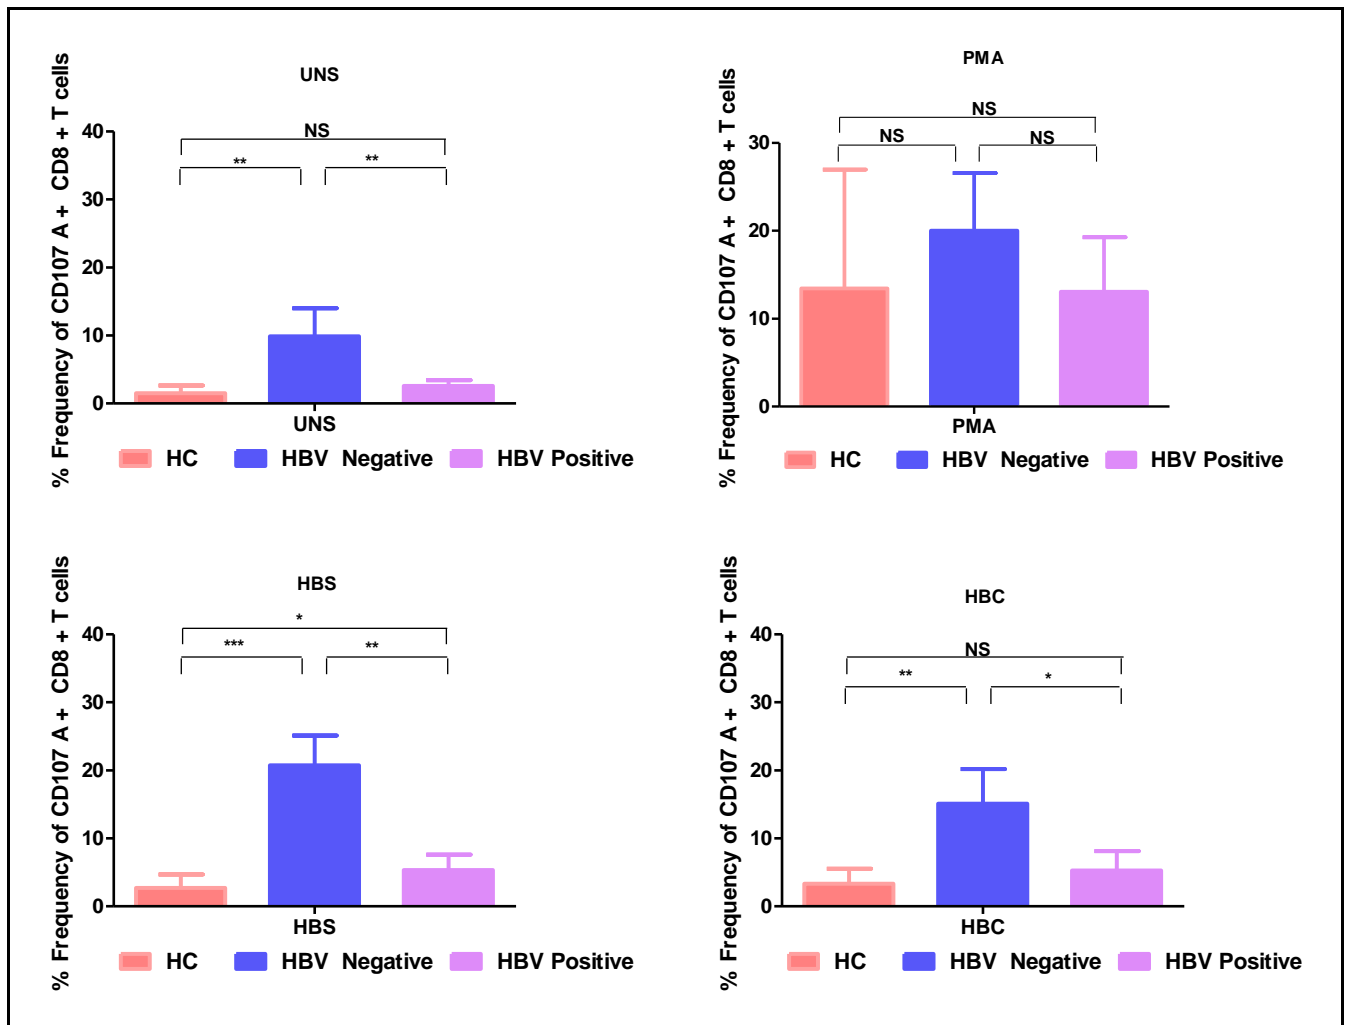 UNS
% Frequency of CD107 A + CD8 + T cells
40
30
20
10
0
NS
**
**
UNS
HC
HBV Negative
HBV Positive
PMA
% Frequency of CD107 A + CD8 + T cells
30
20
10
0
NS
NS
NS
PMA
HC
HBV Negative
HBV Positive
HBS
% Frequency of CD107 A + CD8 + T cells
40
30
20
10
0
*
***
**
HBS
HC
HBV Negative
HBV Positive
HBC
% Frequency of CD107 A + CD8 + T cells
40
30
20
10
0
NS
**
*
HBC
HC
HBV Negative
HBV Positive